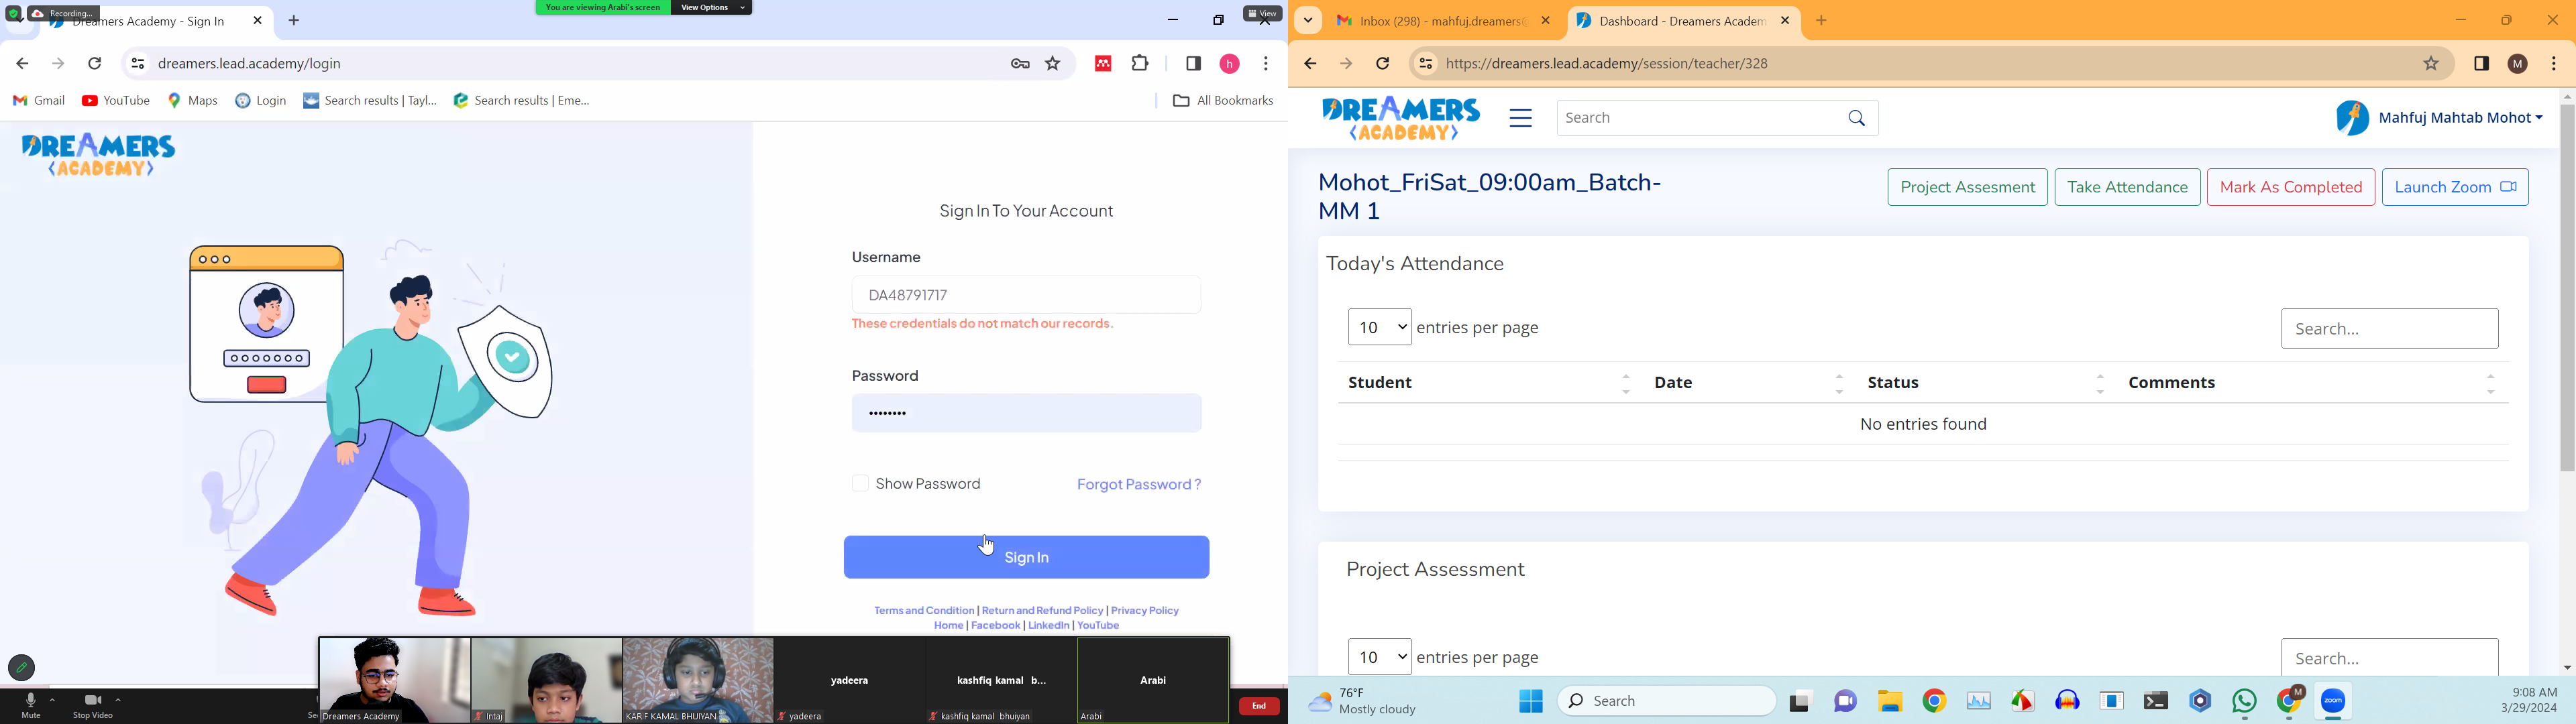 Recording...
Dreamers Academy - Sign In
You are viewing Arabi's screen
View Options
View
dreamers.lead.academy/login
h
Gmail
YouTube
Maps
Login
Search results | Tayl...
Search results | Eme...
All Bookmarks
DREAMERS
<ACADEMY>
Sign In To Your Account
Username
DA48791717
These credentials do not match our records.
Password
••••••••
Show Password
Forgot Password ?
Sign In
Terms and Condition | Return and Refund Policy | Privacy Policy
Home | Facebook | LinkedIn | YouTube
Mute
Stop Video
Se
Dreamers Academy
Intaj
KARIF KAMAL BHUIYAN
yadeera
yadeera
kashfiq kamal b...
kashfiq kamal bhuiyan
Arabi
Arabi
End
Inbox (298) - mahfuj.dreamers@
Dashboard - Dreamers Academ
https://dreamers.lead.academy/session/teacher/328
M
DREAMERS
<ACADEMY>
Search
Mahfuj Mahtab Mohot
Mohot_FriSat_09:00am_Batch-
MM 1
Project Assesment
Take Attendance
Mark As Completed
Launch Zoom
Today's Attendance
10 entries per page
Search...
Student Date Status Comments
No entries found
Project Assessment
10 entries per page
Search...
76°F
Mostly cloudy
Search
M
zoom
9:08 AM
3/29/2024